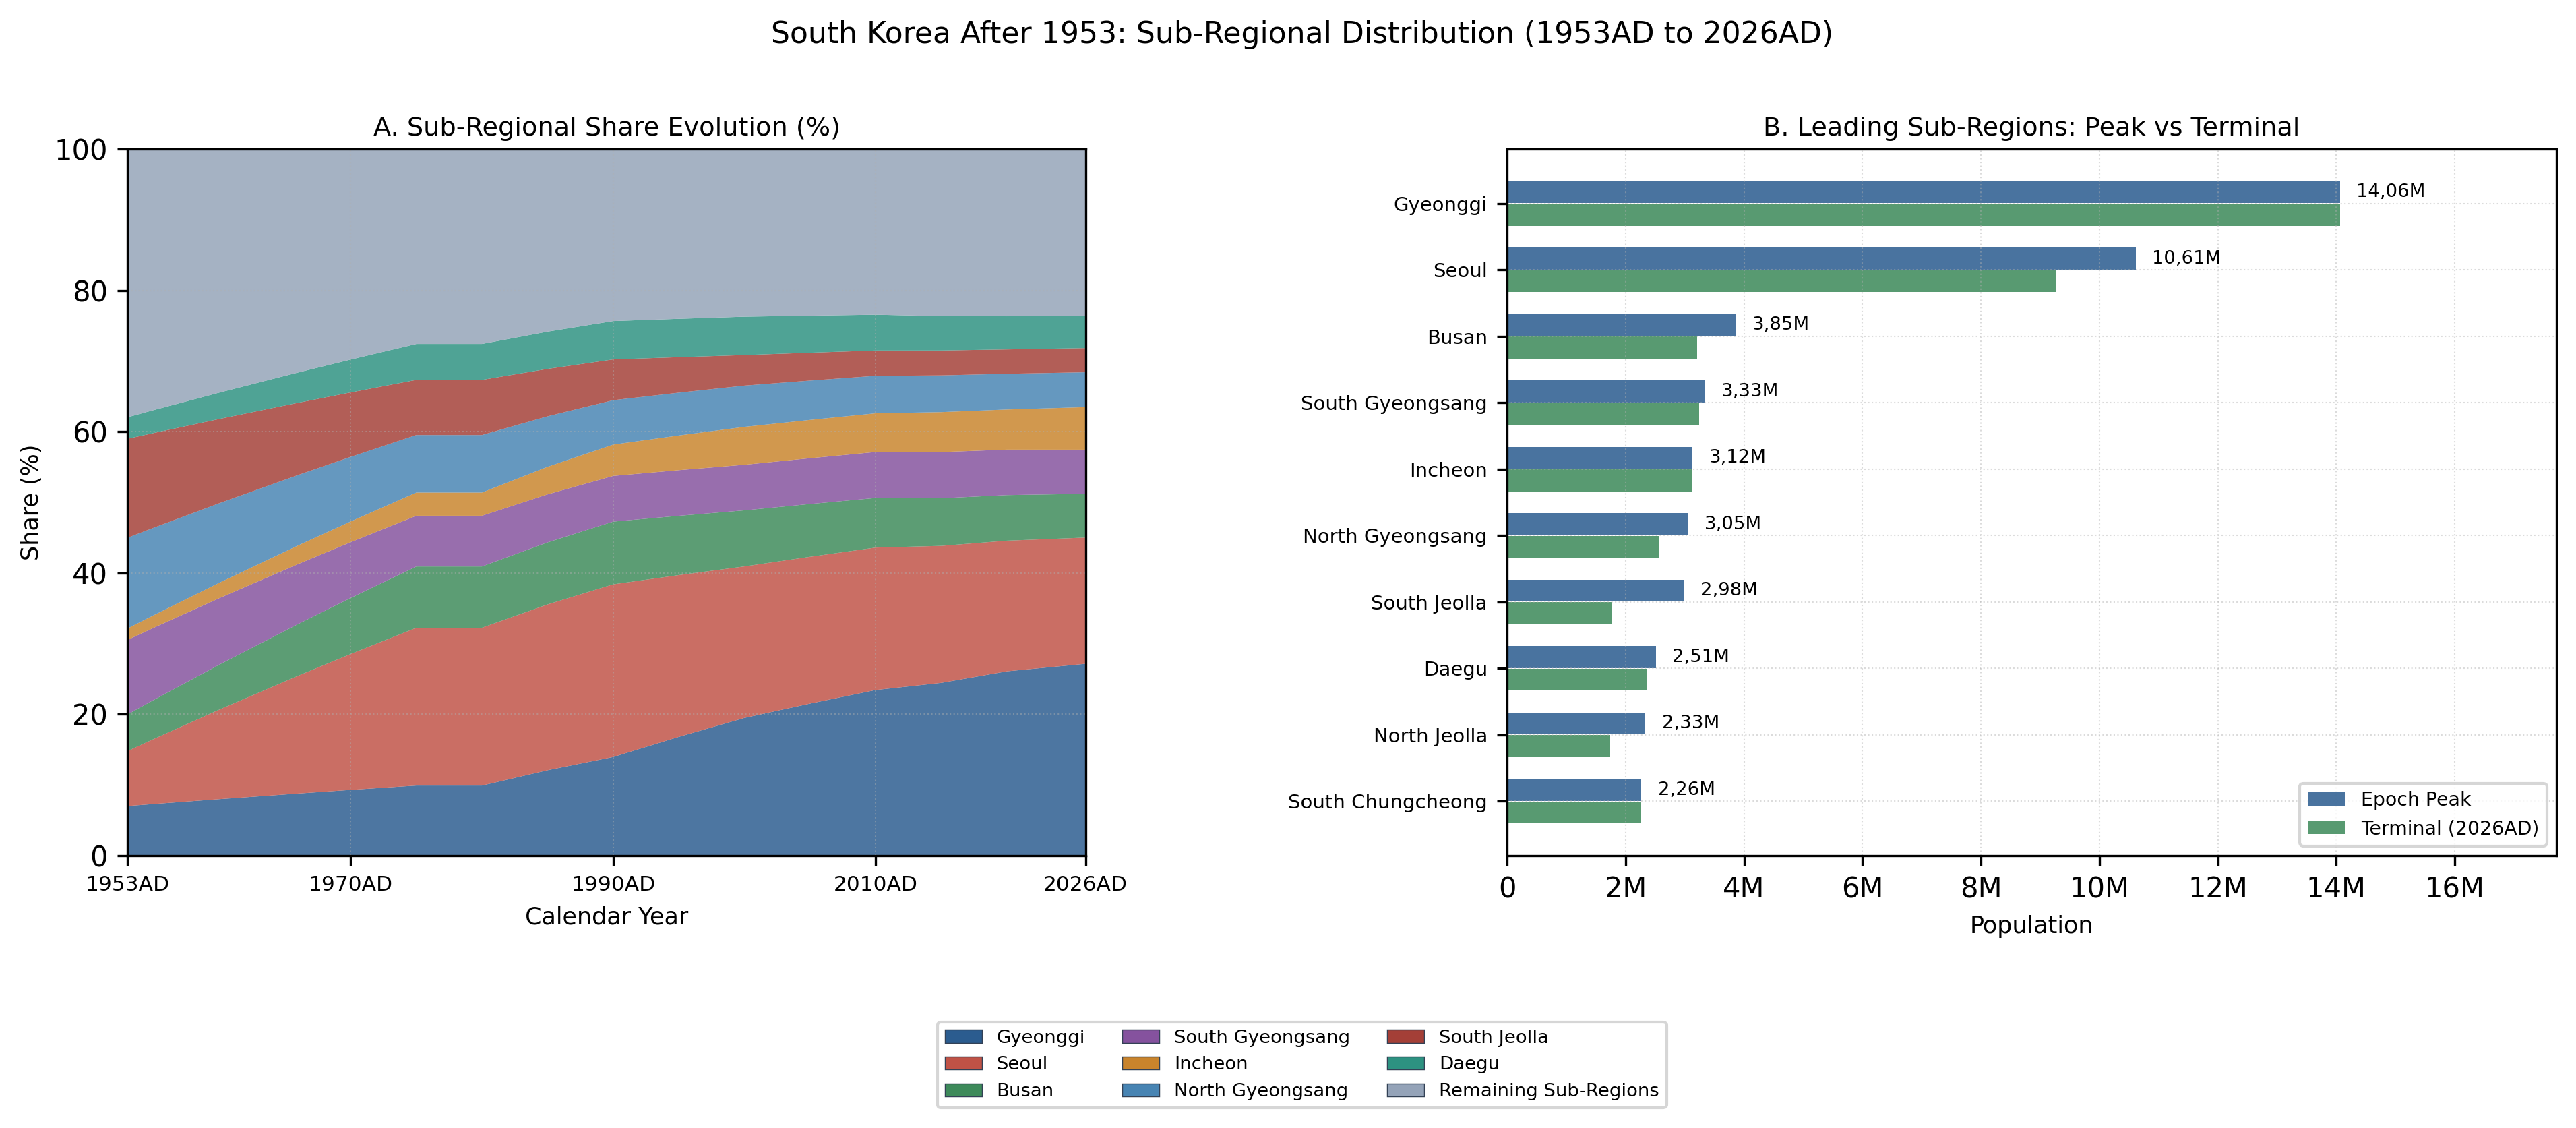 South Korea After 1953: Sub-Regional Distribution (1953AD to 2026AD)
A. Sub-Regional Share Evolution (%)
100
80
60
40
20
0
Share (%)
1953AD 1970AD 1990AD 2010AD 2026AD
Calendar Year
B. Leading Sub-Regions: Peak vs Terminal
Gyeonggi 14,06M
Seoul 10,61M
Busan 3,85M
South Gyeongsang 3,33M
Incheon 3,12M
North Gyeongsang 3,05M
South Jeolla 2,98M
Daegu 2,51M
North Jeolla 2,33M
South Chungcheong 2,26M
Epoch Peak
Terminal (2026AD)
0 2M 4M 6M 8M 10M 12M 14M 16M
Population
Gyeonggi South Gyeongsang South Jeolla
Seoul Incheon Daegu
Busan North Gyeongsang Remaining Sub-Regions